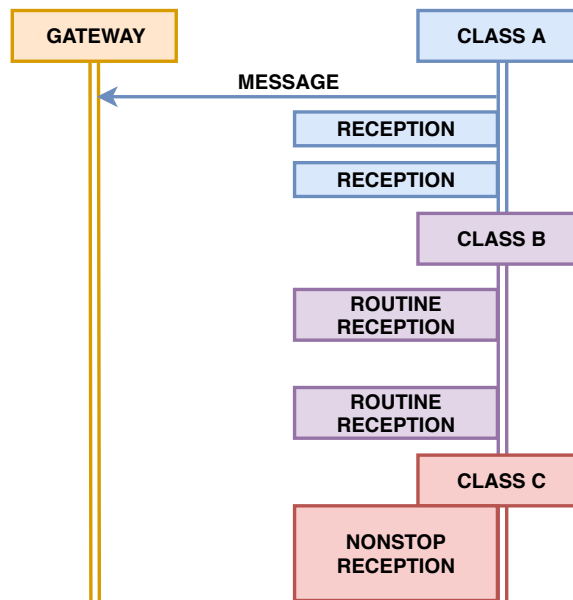 GATEWAY
CLASS A
MESSAGE
RECEPTION
RECEPTION
CLASS B
ROUTINE
RECEPTION
ROUTINE
RECEPTION
CLASS C
NONSTOP
RECEPTION